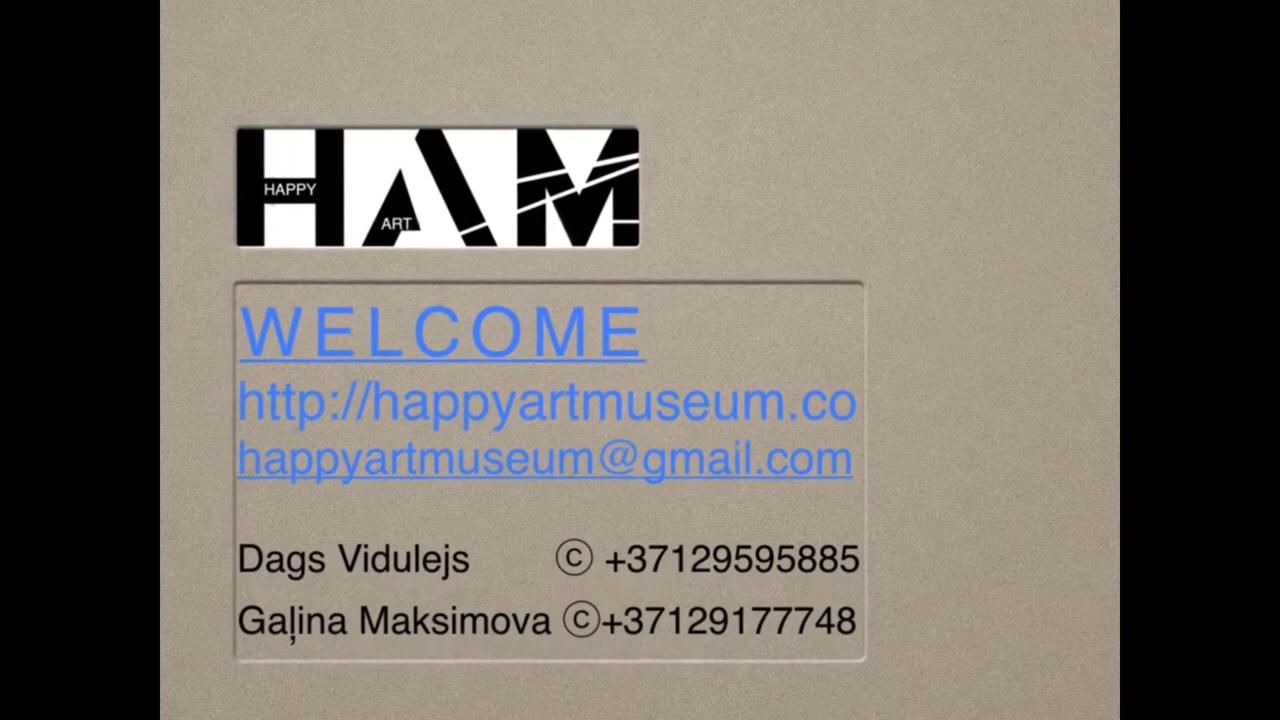 HAM
HAPPY
ART
WELCOME
http://happyartmuseum.co
happyartmuseum@gmail.com
Dags Vidulejs ⓒ +37129595885
Gaļina Maksimova ⓒ+37129177748